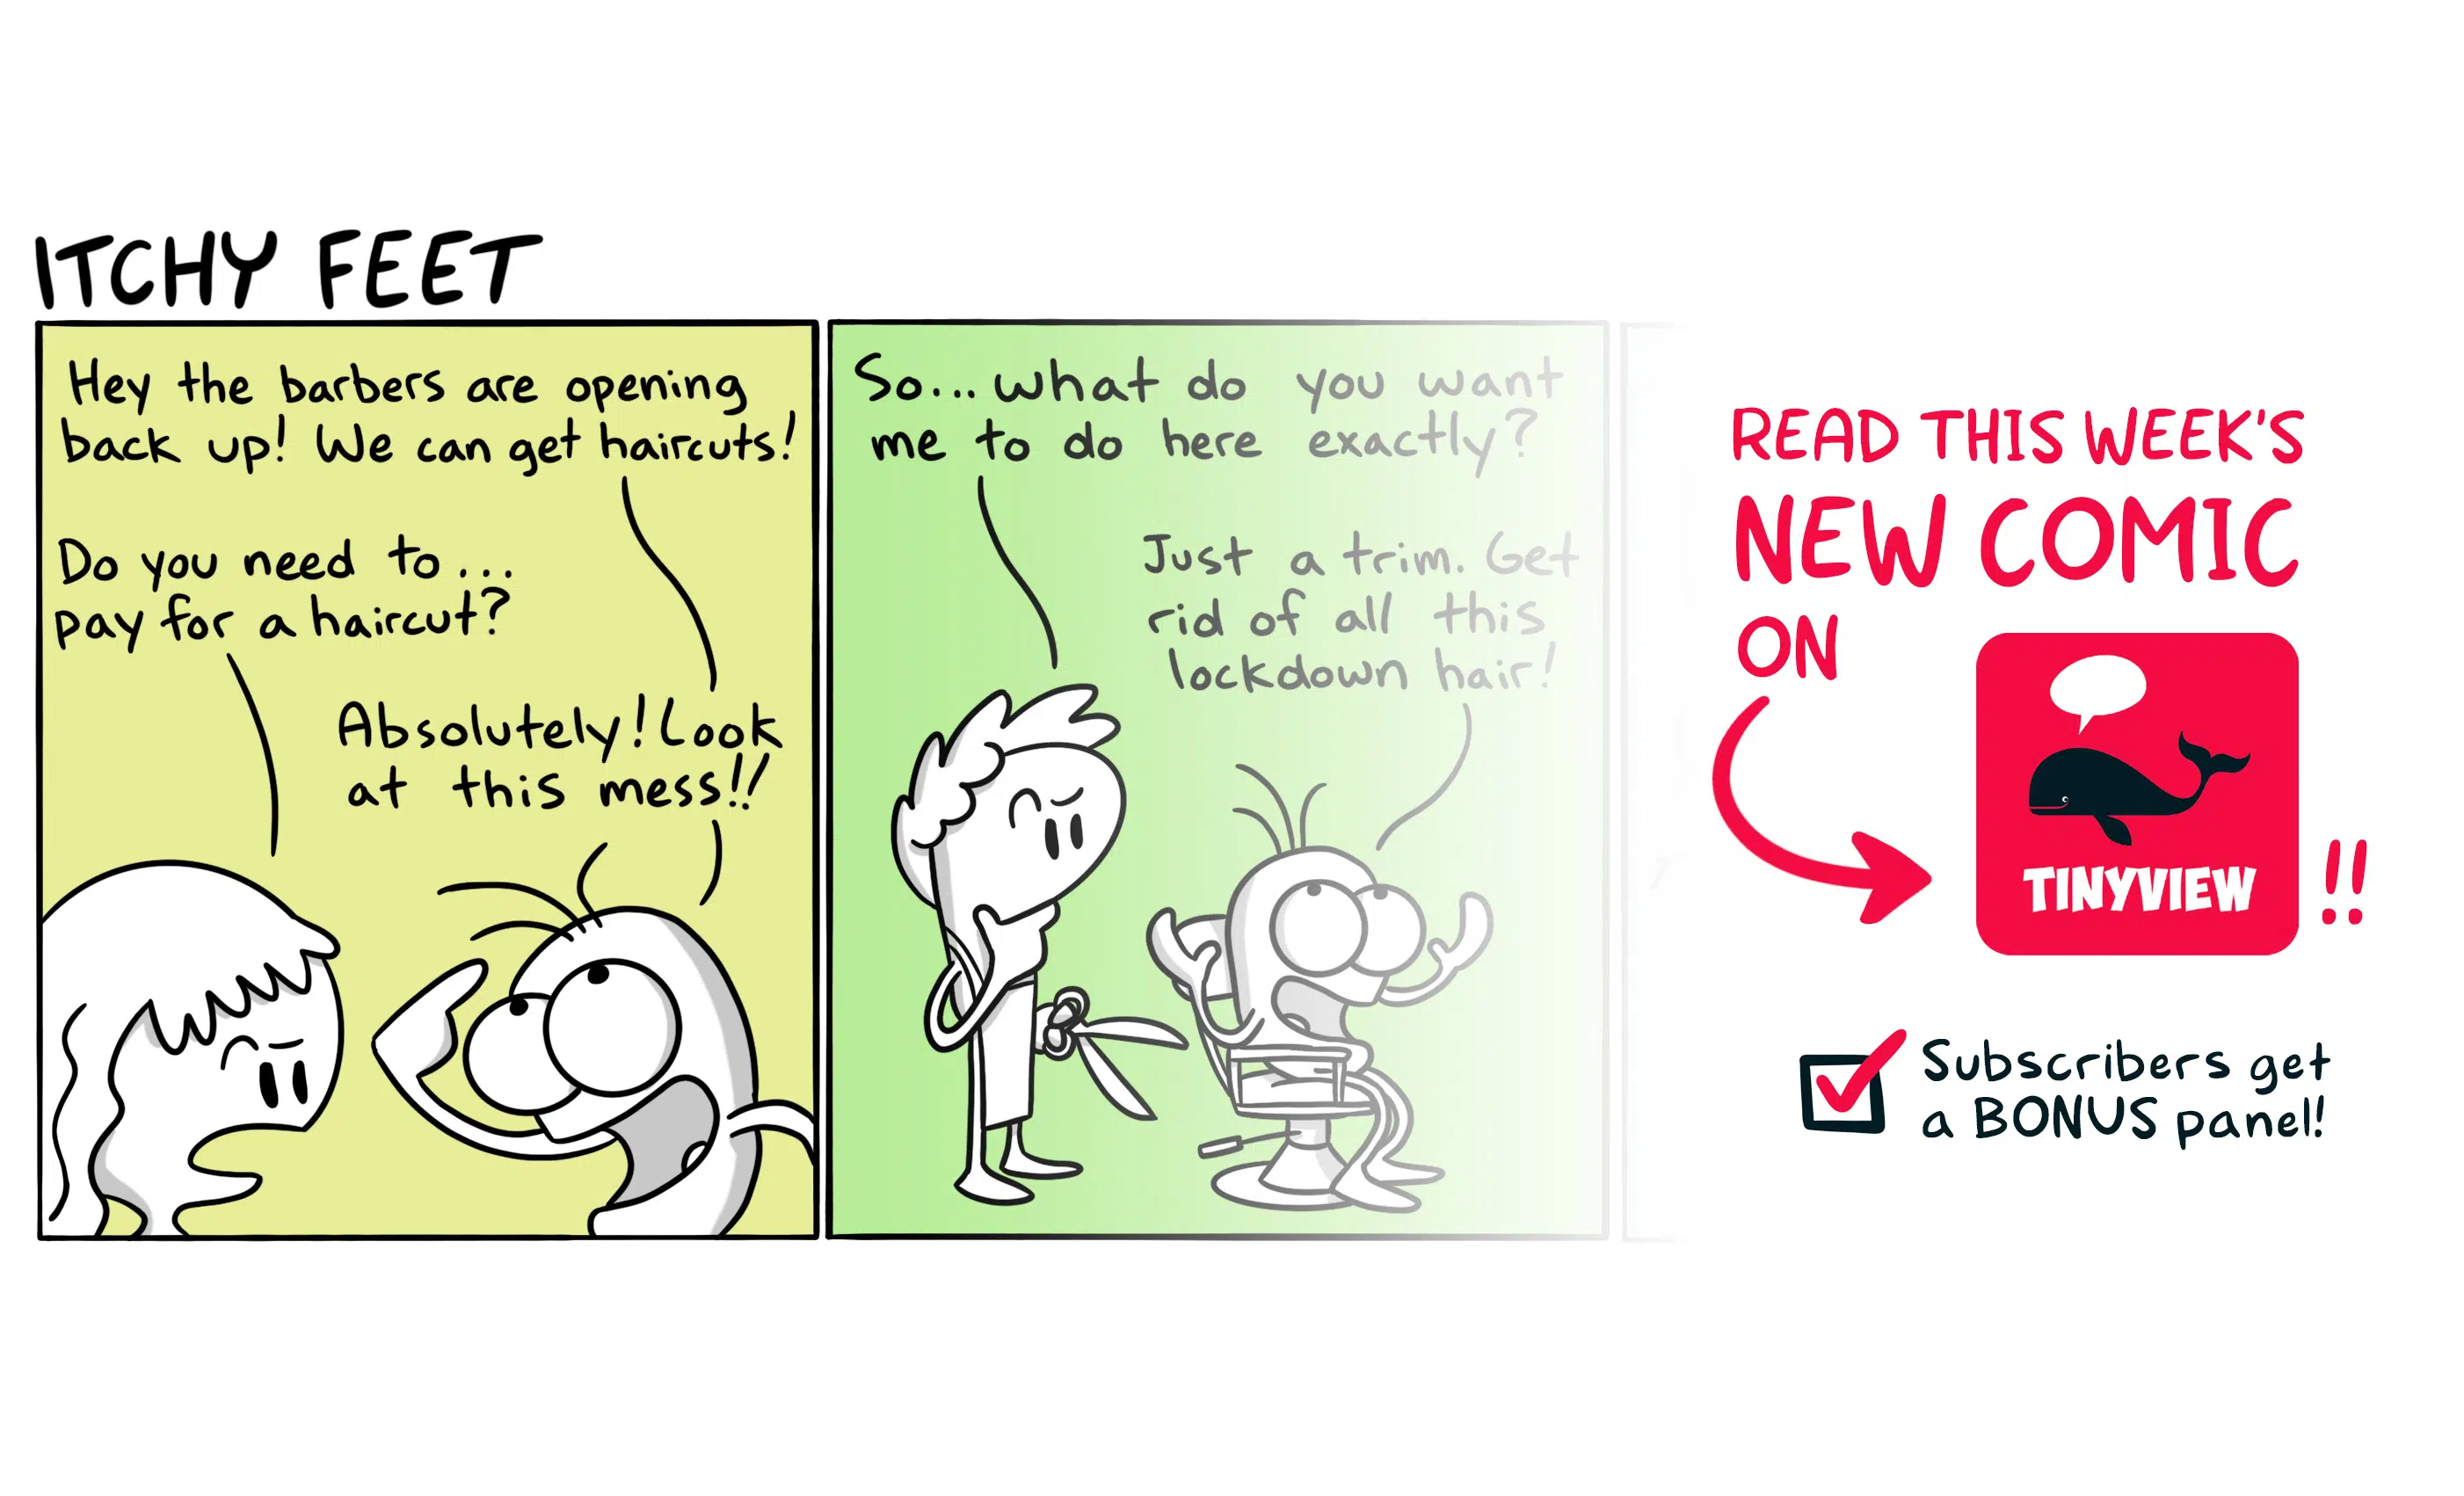 ITCHY FEET
Hey the barbers are opening
back up! We can get haircuts!
Do you need to...
pay for a haircut?
Absolutely! Look
at this mess!!
So...what do you want
me to do here exactly?
Just a trim. Get
rid of all this
lockdown hair!
READ THIS WEEK'S
NEW COMIC
ON
TINYVIEW
!!
Subscribers get
a BONUS panel!